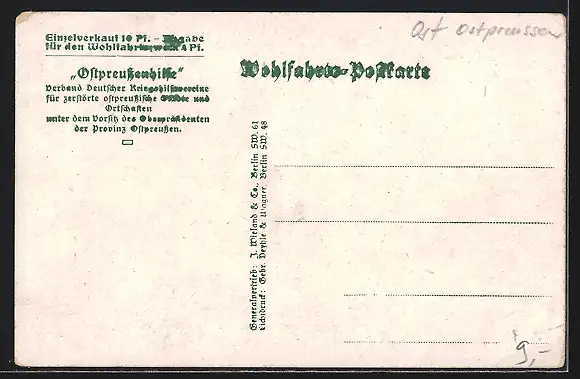 Einzelverkauf 10 Pf. – Abgabe
für den Wohlfahrtszweck 4 Pf.
„Ostpreußenhilfe“
Verband Deutscher Kriegshilfsvereine
für zerstörte ostpreußische Städte und
Ortschaften
unter dem Vorsitz des Oberpräsidenten
der Provinz Ostpreußen.
Wohlfahrts-Postkarte
Ort Ostpreussen
Generalvertrieb: J. Wieland & Co., Berlin SW. 61
Lichtdruck: Gebr. Deyhle & Wagner, Berlin SW. 48
9,-